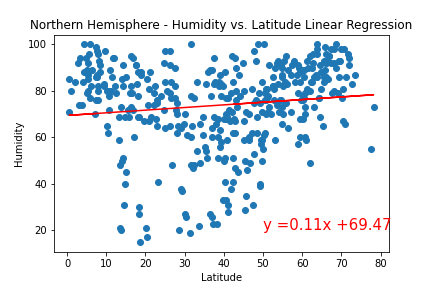 Northern Hemisphere - Humidity vs. Latitude Linear Regression
100
80
60
40
20
Humidity
y =0.11x +69.47
0 10 20 30 40 50 60 70 80
Latitude